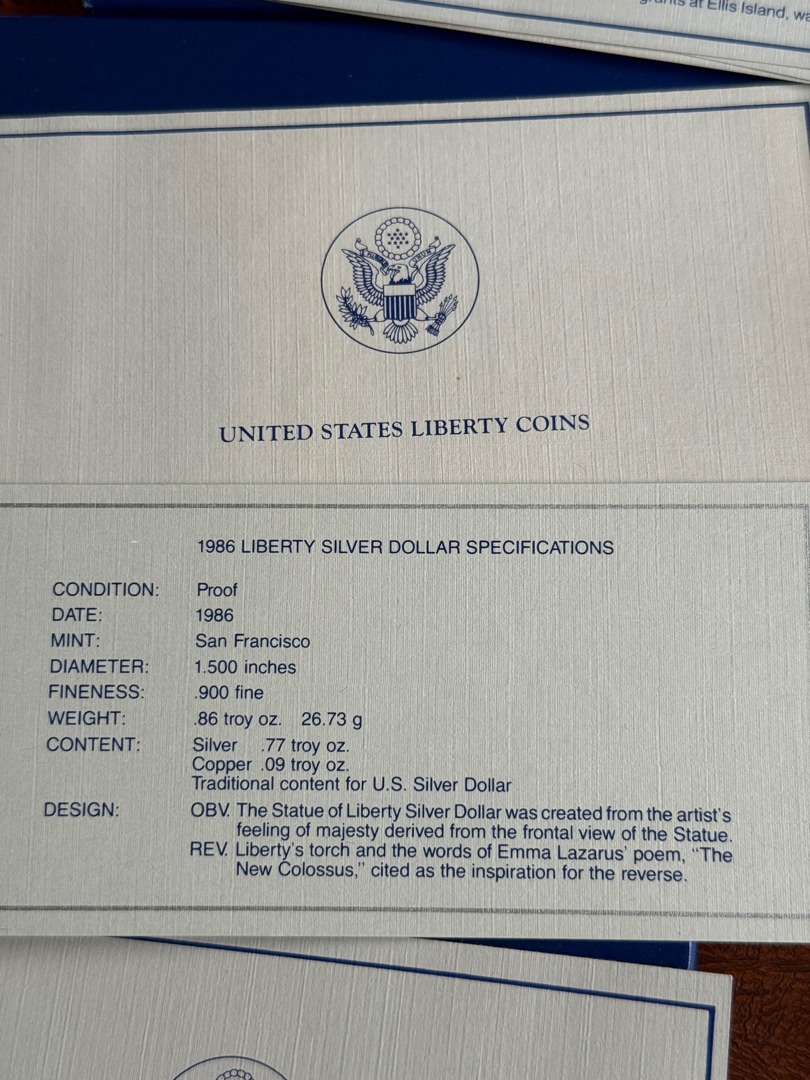 at Ellis Island,
UNITED STATES LIBERTY COINS
1986 LIBERTY SILVER DOLLAR SPECIFICATIONS
CONDITION: Proof
DATE: 1986
MINT: San Francisco
DIAMETER: 1.500 inches
FINENESS: .900 fine
WEIGHT: .86 troy oz. 26.73 g
CONTENT: Silver .77 troy oz.
Copper .09 troy oz.
Traditional content for U.S. Silver Dollar
DESIGN: OBV. The Statue of Liberty Silver Dollar was created from the artist's
feeling of majesty derived from the frontal view of the Statue.
REV. Liberty's torch and the words of Emma Lazarus' poem, “The
New Colossus,” cited as the inspiration for the reverse.